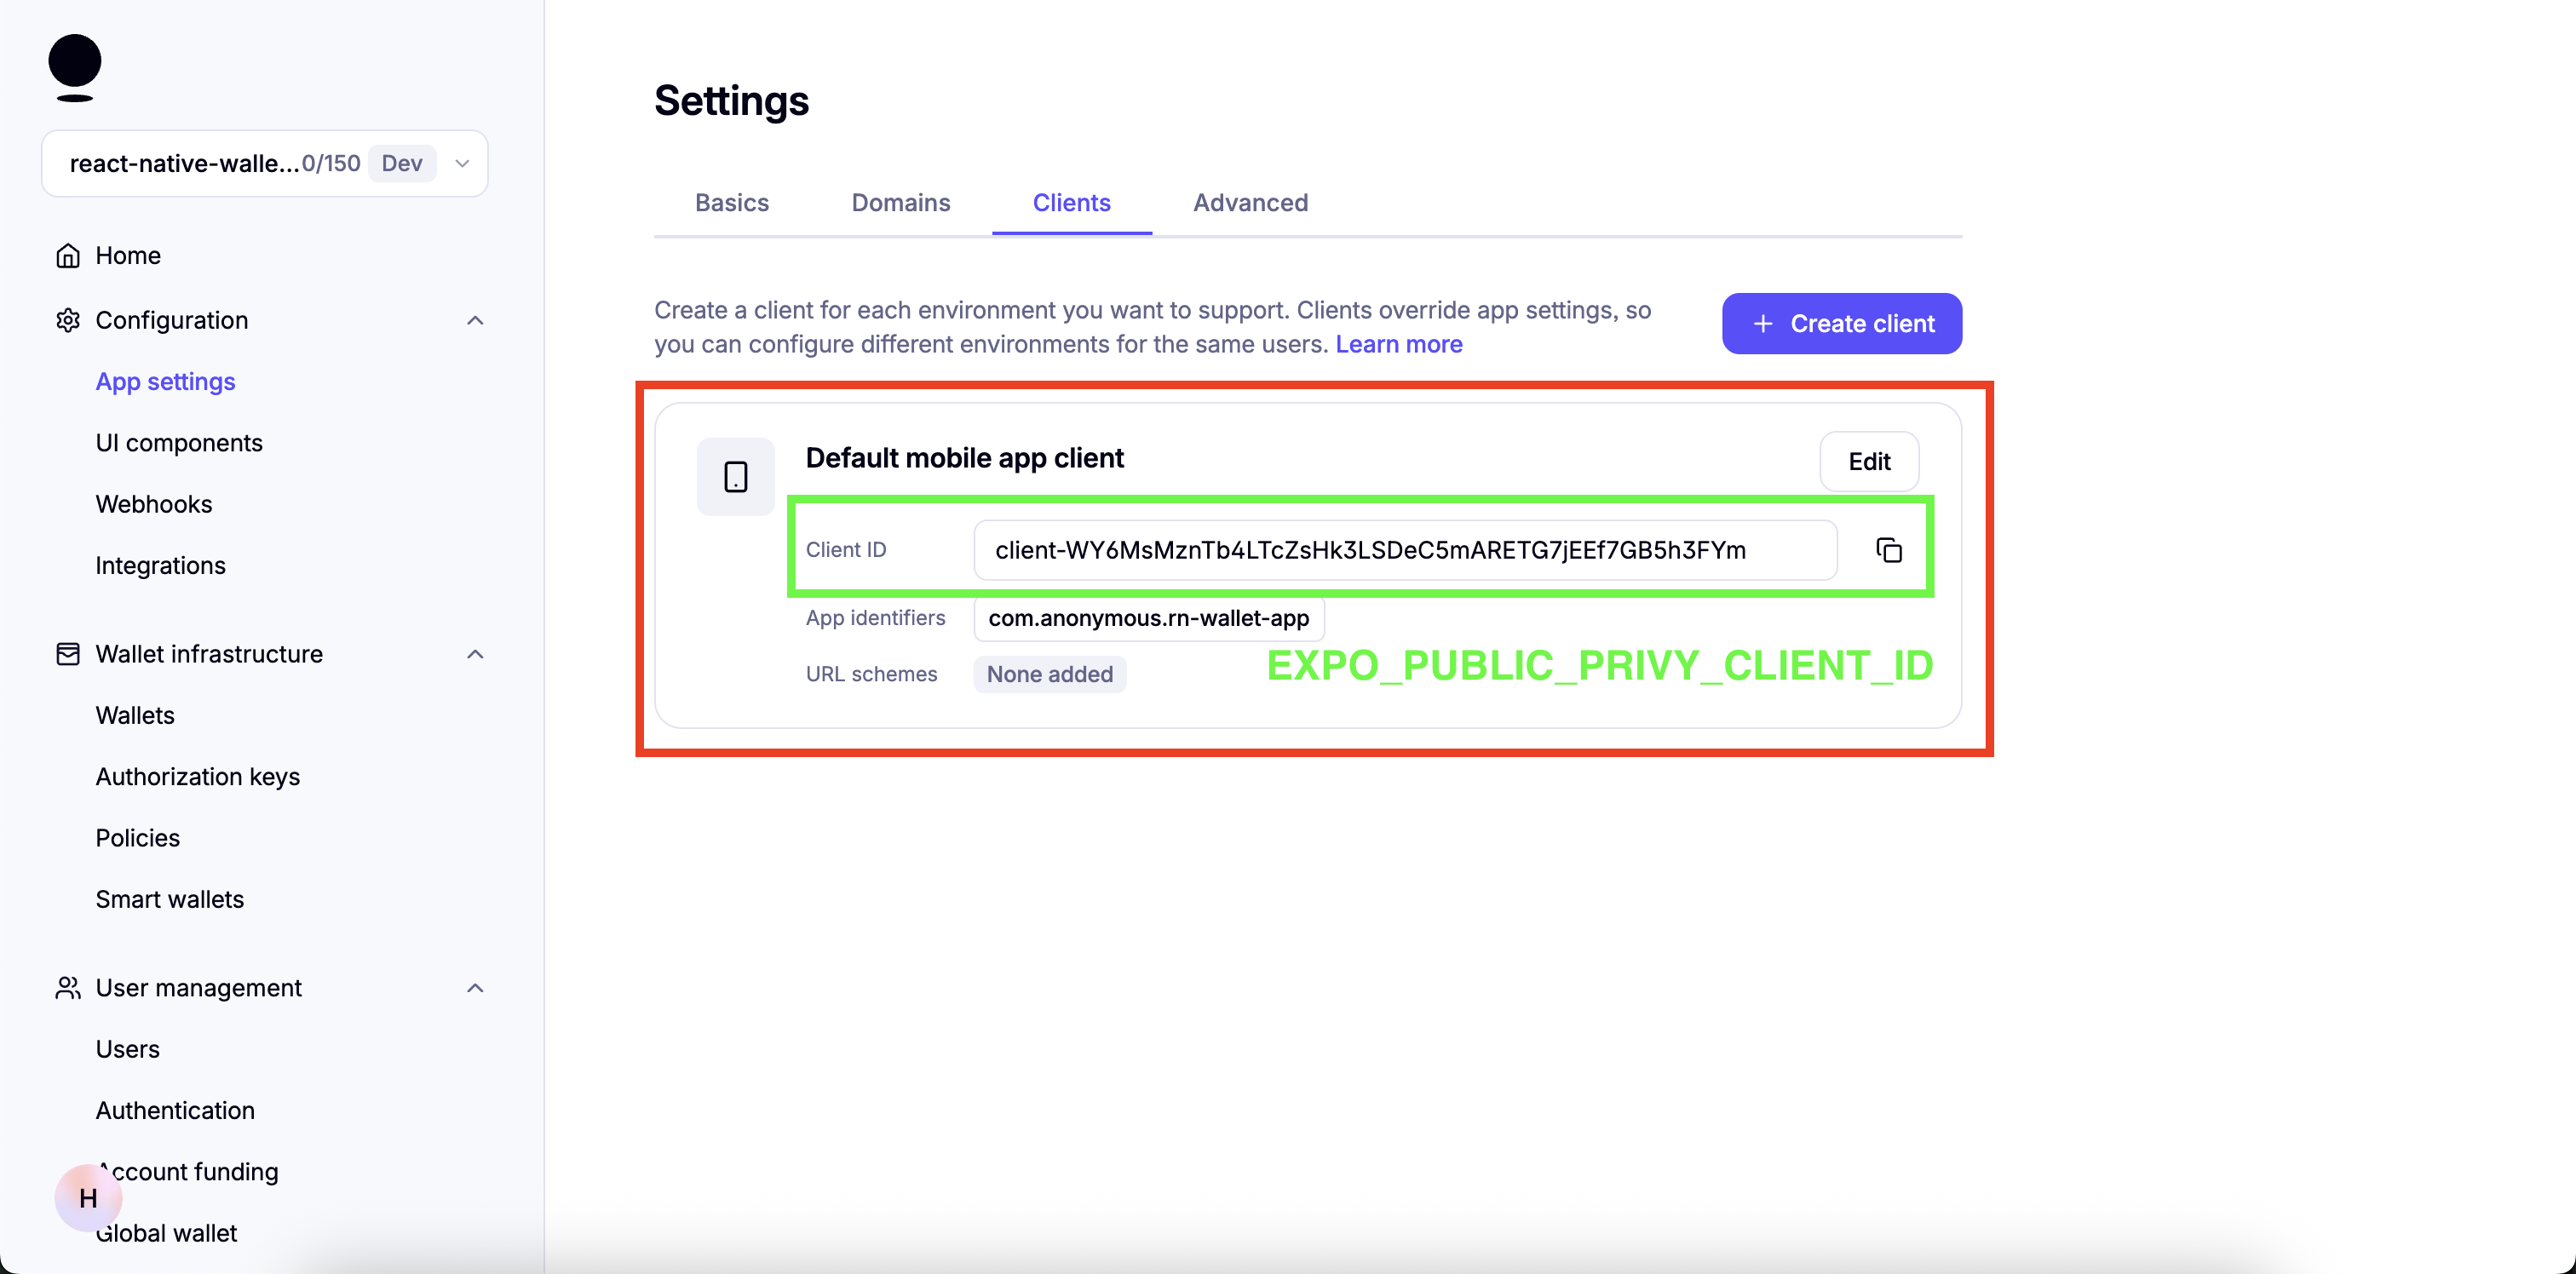 react-native-walle...0/150 Dev
Home
Configuration
App settings
UI components
Webhooks
Integrations
Wallet infrastructure
Wallets
Authorization keys
Policies
Smart wallets
User management
Users
Authentication
Account funding
H
Global wallet
Settings
Basics Domains Clients Advanced
Create a client for each environment you want to support. Clients override app settings, so
you can configure different environments for the same users. Learn more
+ Create client
Default mobile app client
Edit
Client ID client-WY6MsMznTb4LTcZsHk3LSDeC5mARETG7jEEf7GB5h3FYm
App identifiers com.anonymous.rn-wallet-app
URL schemes None added
EXPO_PUBLIC_PRIVY_CLIENT_ID